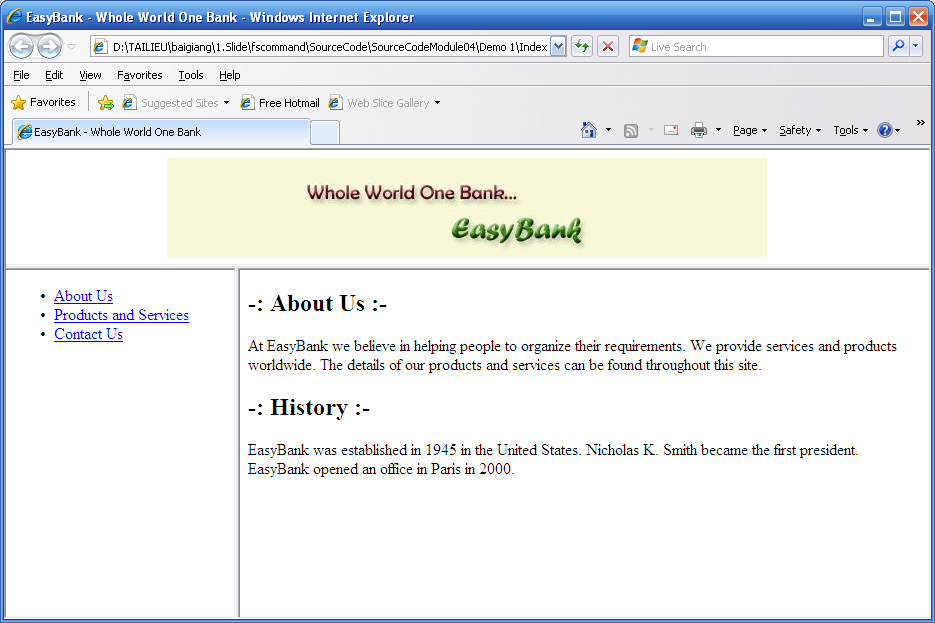 EasyBank - Whole World One Bank - Windows Internet Explorer
D:\TAILIEU\baigiang\1.Slide\fscommand\SourceCode\SourceCodeModule04\Demo 1\Index
Live Search
File Edit View Favorites Tools Help
Favorites Suggested Sites Free Hotmail Web Slice Gallery
EasyBank - Whole World One Bank
Page Safety Tools
Whole World One Bank...
EasyBank
• About Us
• Products and Services
• Contact Us
-: About Us :-
At EasyBank we believe in helping people to organize their requirements. We provide services and products
worldwide. The details of our products and services can be found throughout this site.
-: History :-
EasyBank was established in 1945 in the United States. Nicholas K. Smith became the first president.
EasyBank opened an office in Paris in 2000.